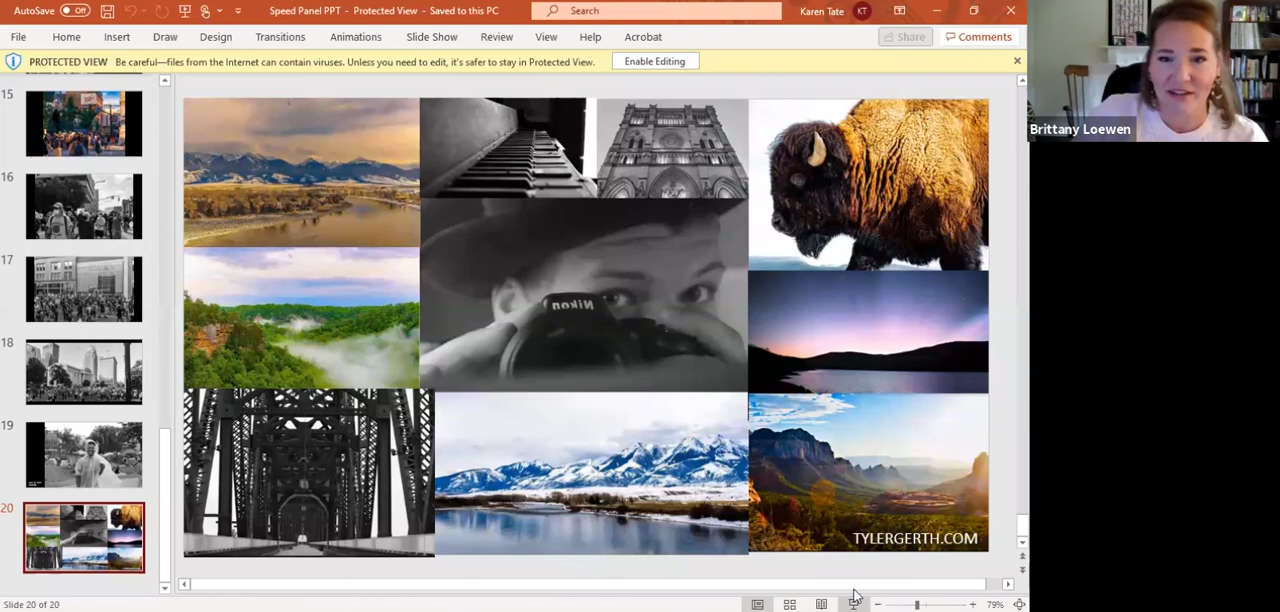 AutoSave Off Speed Panel PPT - Protected View - Saved to this PC Search Karen Tate KT
File Home Insert Draw Design Transitions Animations Slide Show Review View Help Acrobat Share Comments
PROTECTED VIEW Be careful—files from the Internet can contain viruses. Unless you need to edit, it's safer to stay in Protected View. Enable Editing
Brittany Loewen
15
16
17
18
19
20
Nikon
TYLERGERTH.COM
Slide 20 of 20 79%